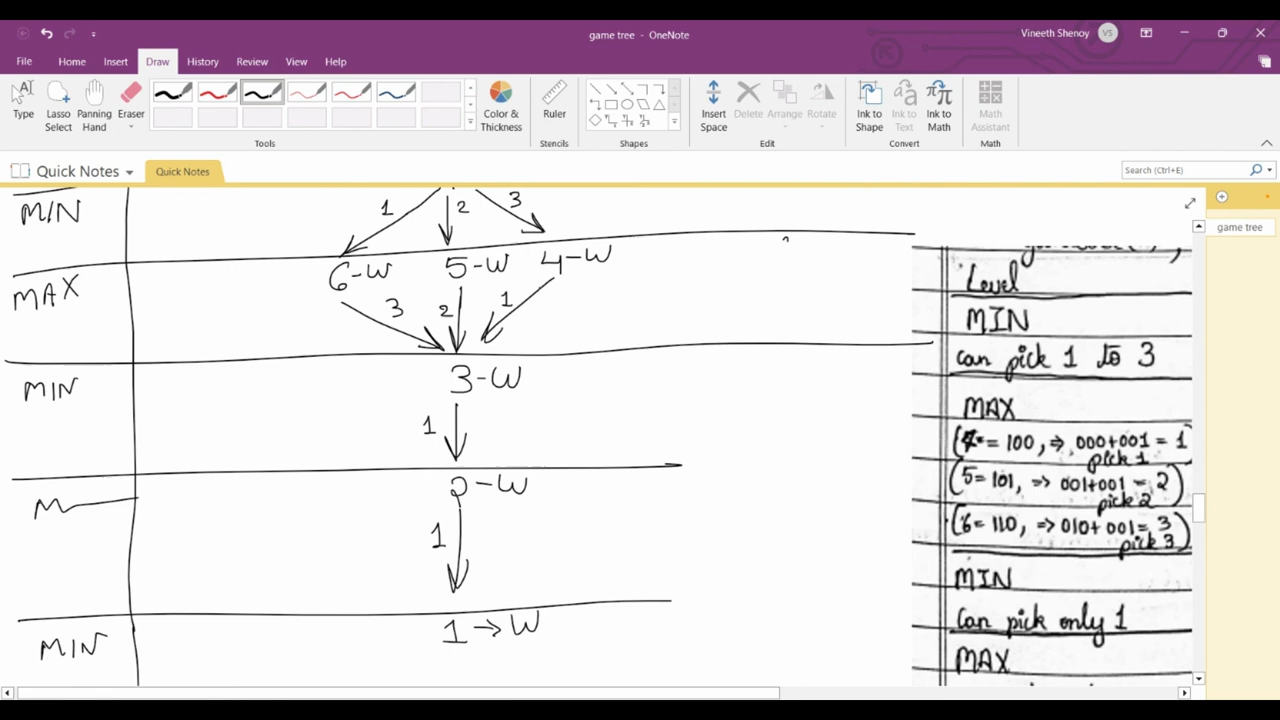 game tree - OneNote
Vineeth Shenoy
VS
File
Home
Insert
Draw
History
Review
View
Help
Type
Lasso
Select
Panning
Hand
Eraser
Color &
Thickness
Ruler
Insert
Space
Delete
Arrange
Rotate
Ink to
Shape
Ink to
Text
Ink to
Math
Math
Assistant
Tools
Stencils
Shapes
Edit
Convert
Math
Quick Notes
Quick Notes
Search (Ctrl+E)
game tree
MIN
1 2 3
MAX
6-W 5-W 4-W
3 2 1
MIN
3-W
1
2-W
1
MIN
1 → W
Level
MIN
can pick 1 to 3
MAX
(4 = 100, ⇒ 000+001 = 1
pick 1
(5 = 101, ⇒ 001+001 = 2)
pick 2
(6 = 110, ⇒ 010+001 = 3)
pick 3
MIN
Can pick only 1
MAX